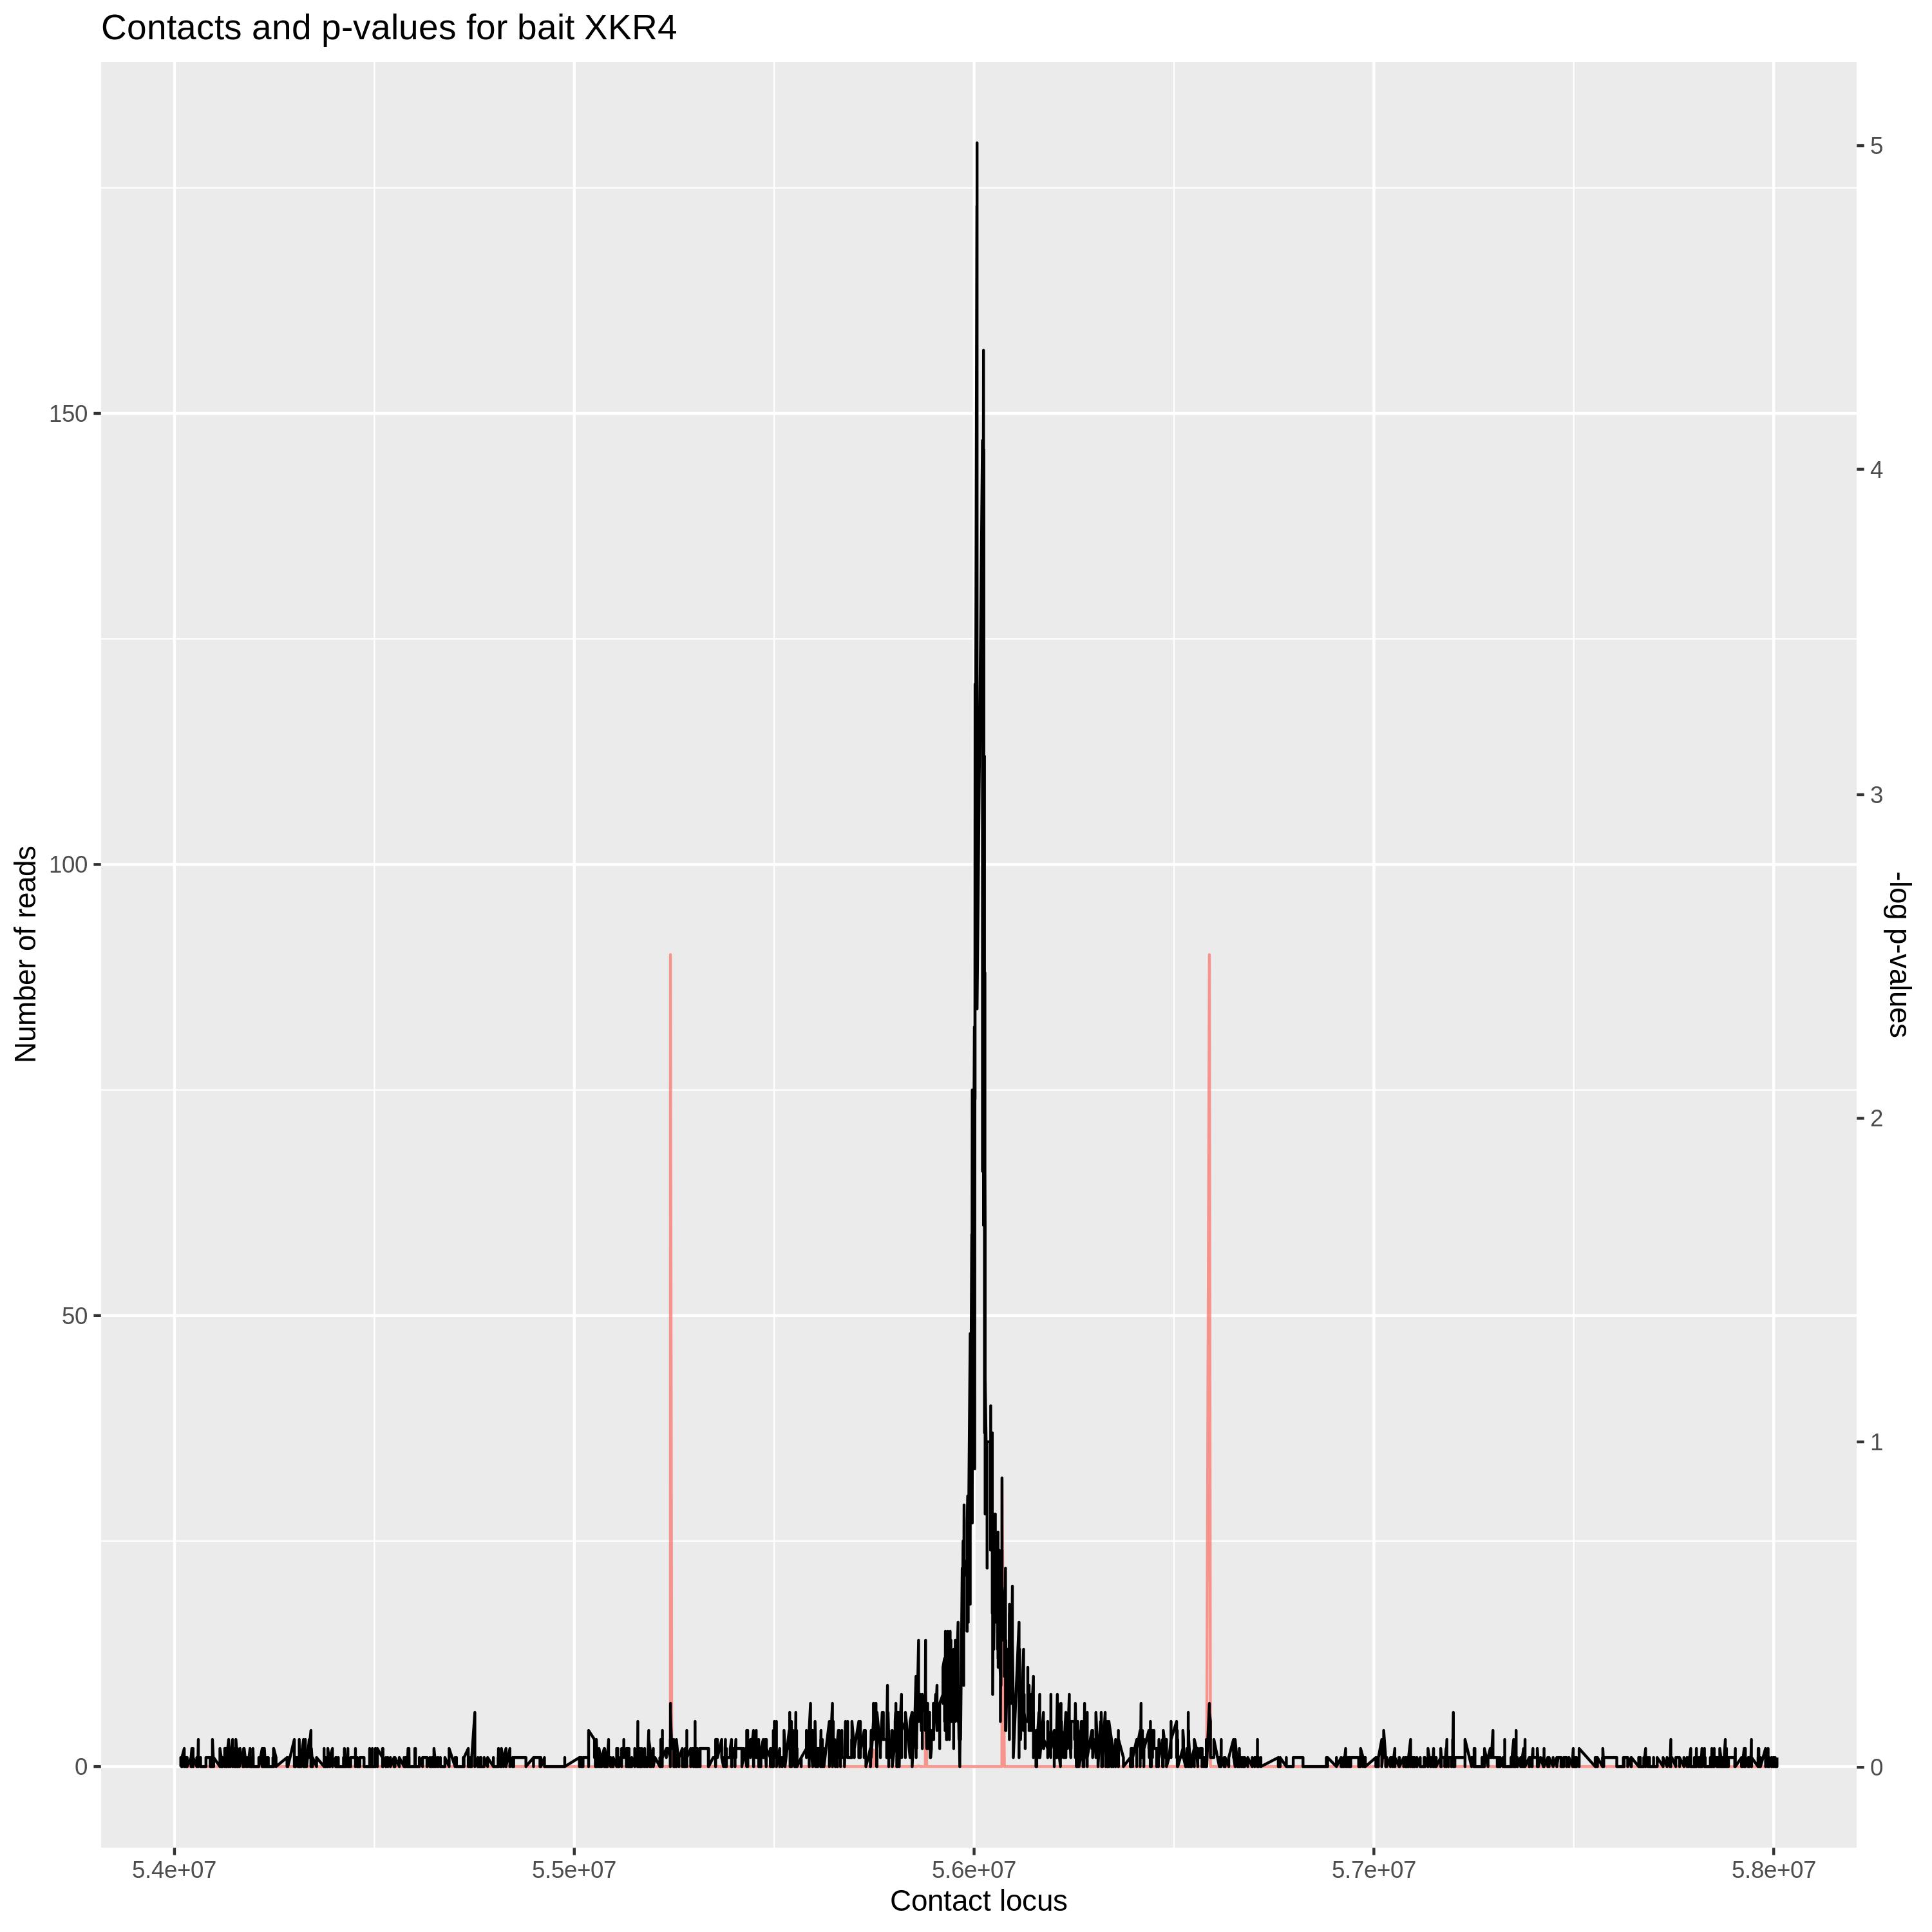 Contacts and p-values for bait XKR4
Number of reads
150
100
50
0
5
4
3
2
1
0
-log p-values
5.4e+07 5.5e+07 5.6e+07 5.7e+07 5.8e+07
Contact locus